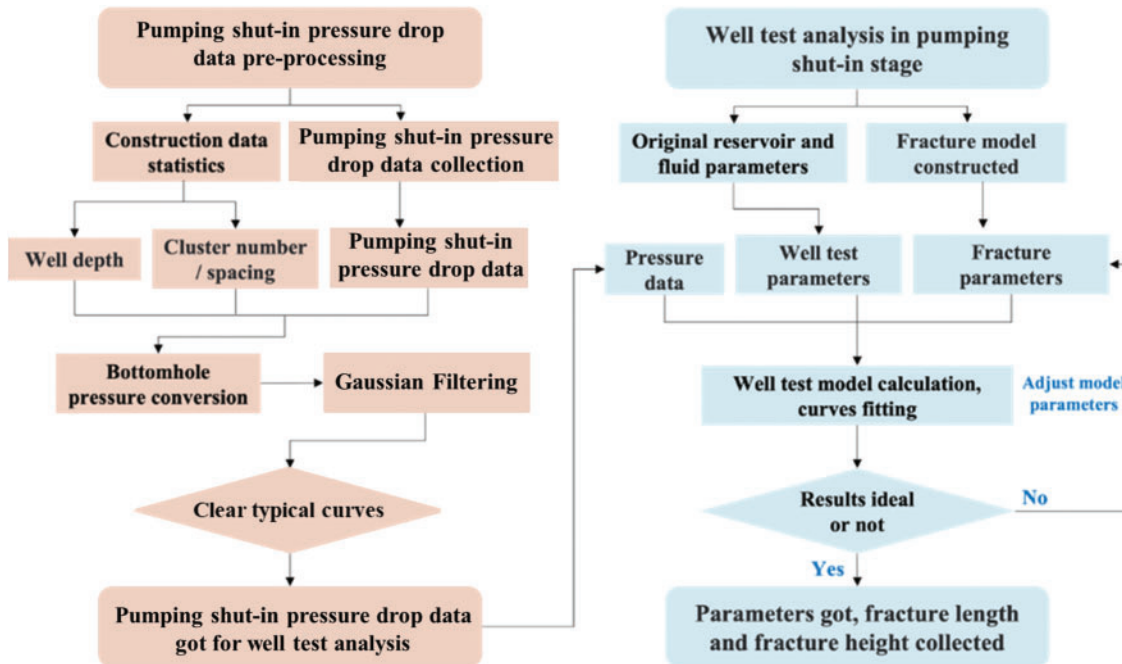 Pumping shut-in pressure drop
data pre-processing
Construction data
statistics
Pumping shut-in pressure
drop data collection
Well depth
Cluster number
/ spacing
Pumping shut-in
pressure drop data
Bottomhole
pressure conversion
Gaussian Filtering
Clear typical curves
Pumping shut-in pressure drop data
got for well test analysis
Well test analysis in pumping
shut-in stage
Original reservoir and
fluid parameters
Fracture model
constructed
Pressure
data
Well test
parameters
Fracture
parameters
Well test model calculation,
curves fitting
Adjust model
parameters
Results ideal
or not
No
Yes
Parameters got, fracture length
and fracture height collected